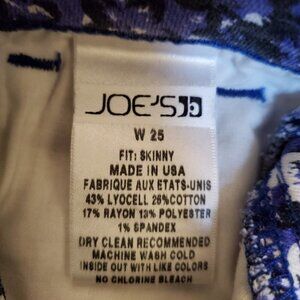 JOE'S
W 25
FIT: SKINNY
MADE IN USA
FABRIQUE AUX ETATS-UNIS
43% LYOCELL 26%COTTON
17% RAYON 13% POLYESTER
1% SPANDEX
DRY CLEAN RECOMMENDED
MACHINE WASH COLD
INSIDE OUT WITH LIKE COLORS
NO CHLORINE BLEACH